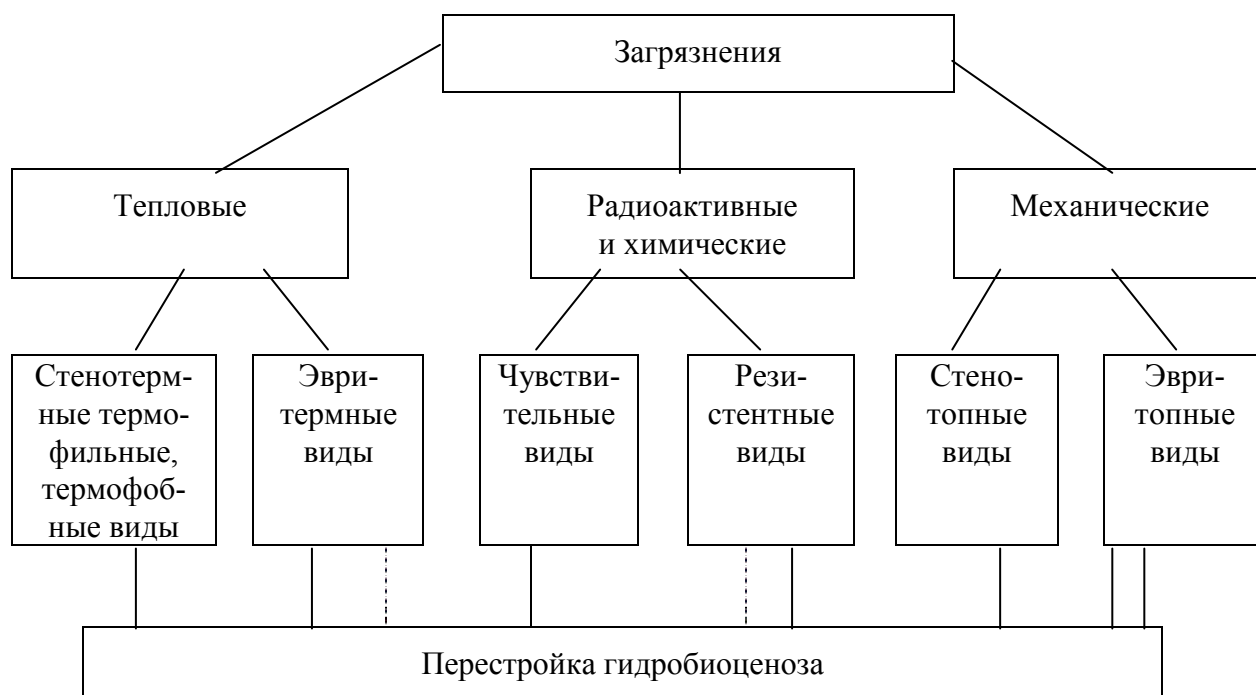 Загрязнения
Тепловые
Радиоактивные
и химические
Механические
Стенотерм-
ные термо-
фильные,
термофоб-
ные виды
Эври-
термные
виды
Чувстви-
тельные
виды
Рези-
стентные
виды
Стено-
топные
виды
Эври-
топные
виды
Перестройка гидробиоценоза